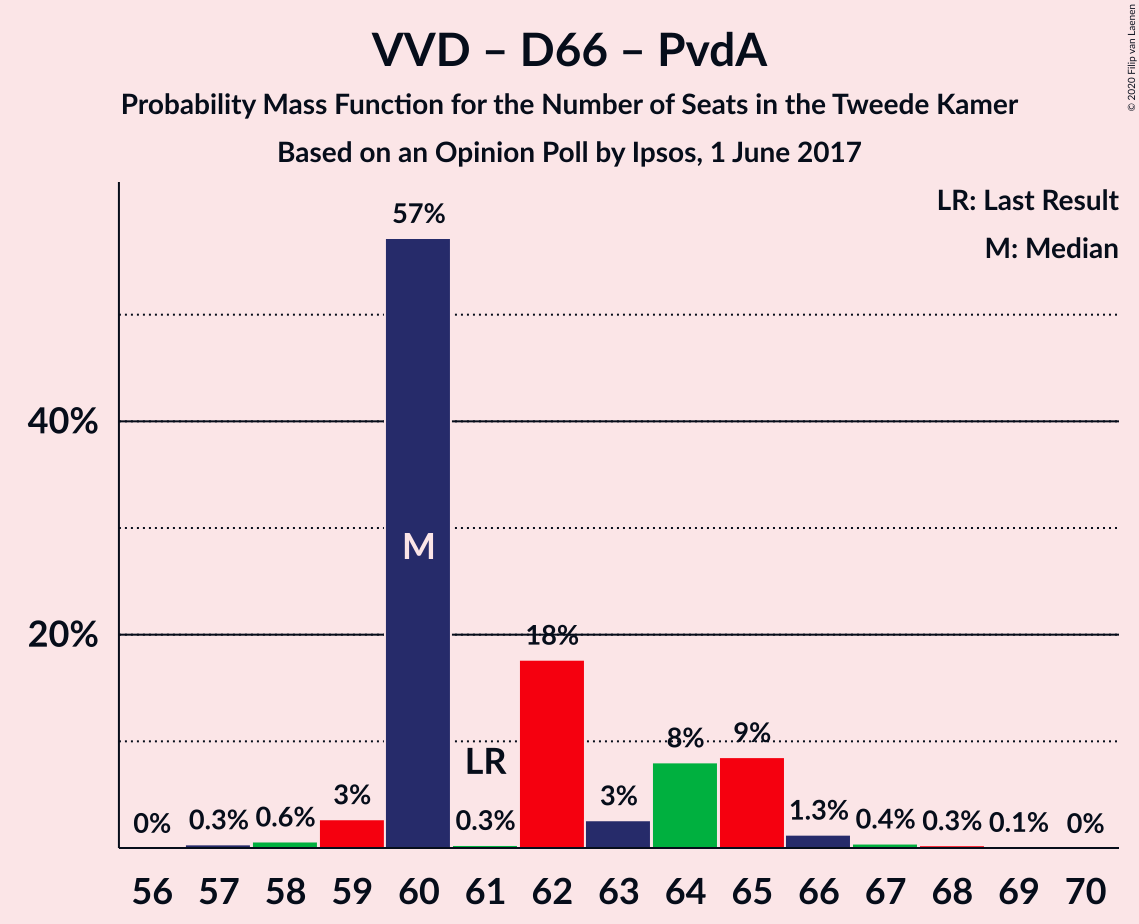 VVD – D66 – PvdA
Probability Mass Function for the Number of Seats in the Tweede Kamer
Based on an Opinion Poll by Ipsos, 1 June 2017
© 2020 Filip van Laenen
LR: Last Result
M: Median
57%
40%
M
20%
18%
LR
8%
9%
0%
0.3%
0.6%
3%
0.3%
3%
1.3%
0.4%
0.3%
0.1%
0%
56 57 58 59 60 61 62 63 64 65 66 67 68 69 70